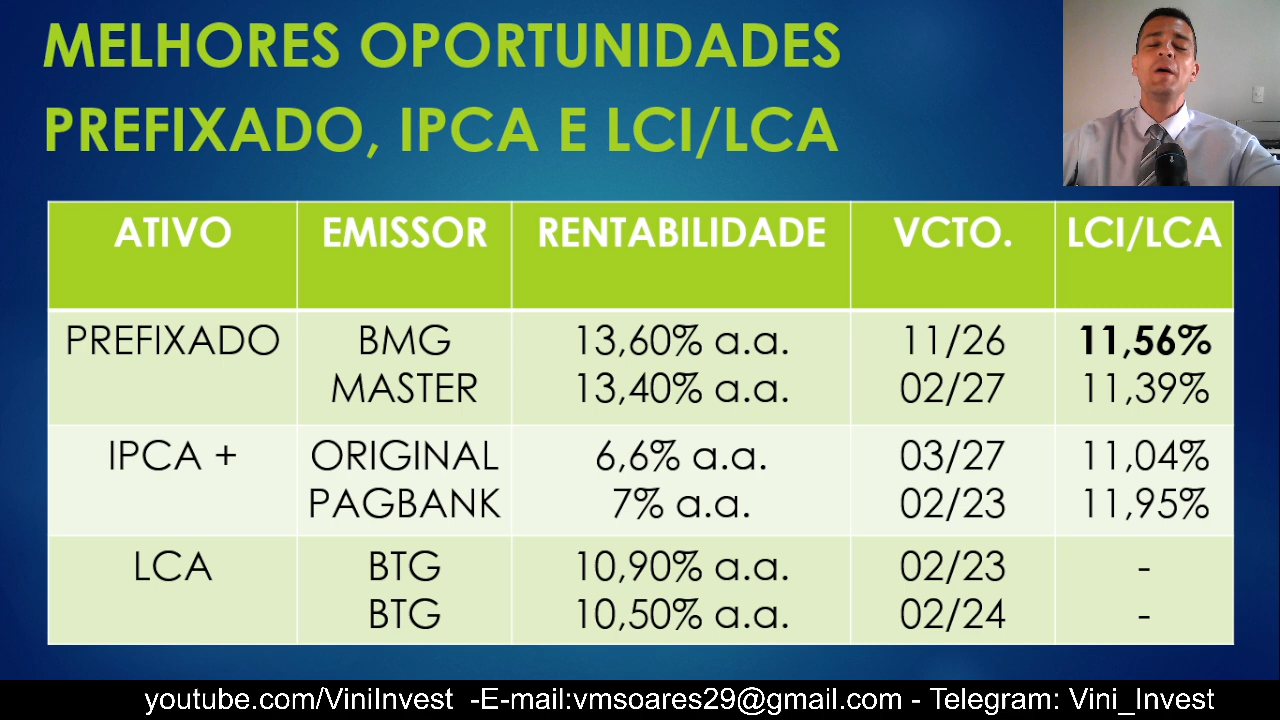 MELHORES OPORTUNIDADES
PREFIXADO, IPCA E LCI/LCA
ATIVO EMISSOR RENTABILIDADE VCTO. LCI/LCA
PREFIXADO BMG 13,60% a.a. 11/26 11,56%
MASTER 13,40% a.a. 02/27 11,39%
IPCA + ORIGINAL 6,6% a.a. 03/27 11,04%
PAGBANK 7% a.a. 02/23 11,95%
LCA BTG 10,90% a.a. 02/23 -
BTG 10,50% a.a. 02/24 -
youtube.com/ViniInvest -E-mail:vmsoares29@gmail.com - Telegram: Vini_Invest